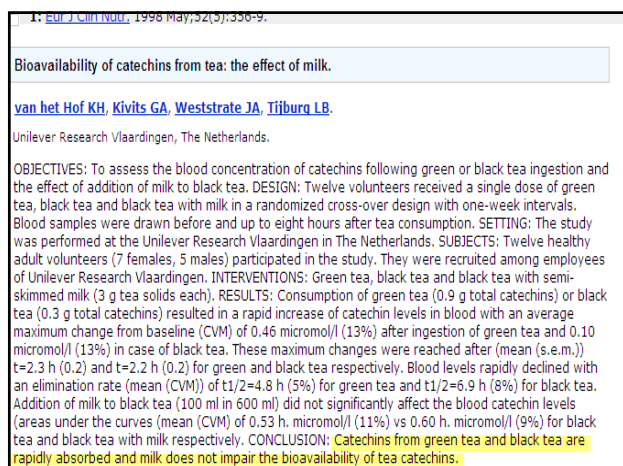 1: Eur J Clin Nutr. 1998 May;52(5):356-9.
Bioavailability of catechins from tea: the effect of milk.
van het Hof KH, Kivits GA, Weststrate JA, Tijburg LB.
Unilever Research Vlaardingen, The Netherlands.
OBJECTIVES: To assess the blood concentration of catechins following green or black tea ingestion and
the effect of addition of milk to black tea. DESIGN: Twelve volunteers received a single dose of green
tea, black tea and black tea with milk in a randomized cross-over design with one-week intervals.
Blood samples were drawn before and up to eight hours after tea consumption. SETTING: The study
was performed at the Unilever Research Vlaardingen in The Netherlands. SUBJECTS: Twelve healthy
adult volunteers (7 females, 5 males) participated in the study. They were recruited among employees
of Unilever Research Vlaardingen. INTERVENTIONS: Green tea, black tea and black tea with semi-
skimmed milk (3 g tea solids each). RESULTS: Consumption of green tea (0.9 g total catechins) or black
tea (0.3 g total catechins) resulted in a rapid increase of catechin levels in blood with an average
maximum change from baseline (CVM) of 0.46 micromol/l (13%) after ingestion of green tea and 0.10
micromol/l (13%) in case of black tea. These maximum changes were reached after (mean (s.e.m.))
t=2.3 h (0.2) and t=2.2 h (0.2) for green and black tea respectively. Blood levels rapidly declined with
an elimination rate (mean (CVM)) of t1/2=4.8 h (5%) for green tea and t1/2=6.9 h (8%) for black tea.
Addition of milk to black tea (100 ml in 600 ml) did not significantly affect the blood catechin levels
(areas under the curves (mean (CVM) of 0.53 h. micromol/l (11%) vs 0.60 h. micromol/l (9%) for black
tea and black tea with milk respectively. CONCLUSION: Catechins from green tea and black tea are
rapidly absorbed and milk does not impair the bioavailability of tea catechins.